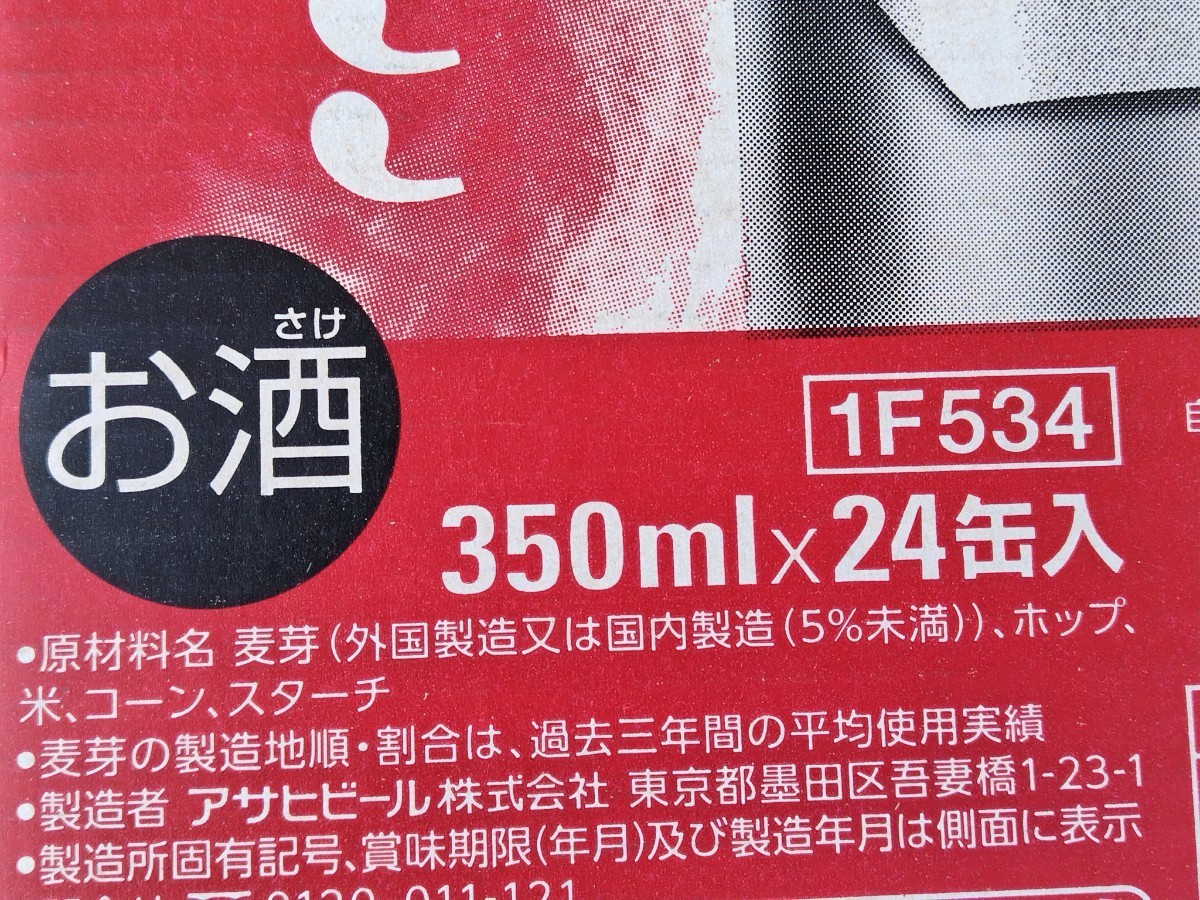 さけ
お酒
1F534
350ml×24缶入
•原材料名 麦芽(外国製造又は国内製造(5%未満))、ホップ、
米、コーン、スターチ
•麦芽の製造地順・割合は、過去三年間の平均使用実績
•製造者 アサヒビール株式会社 東京都墨田区吾妻橋1-23-1
•製造所固有記号、賞味期限(年月)及び製造年月は側面に表示
0120-011-121